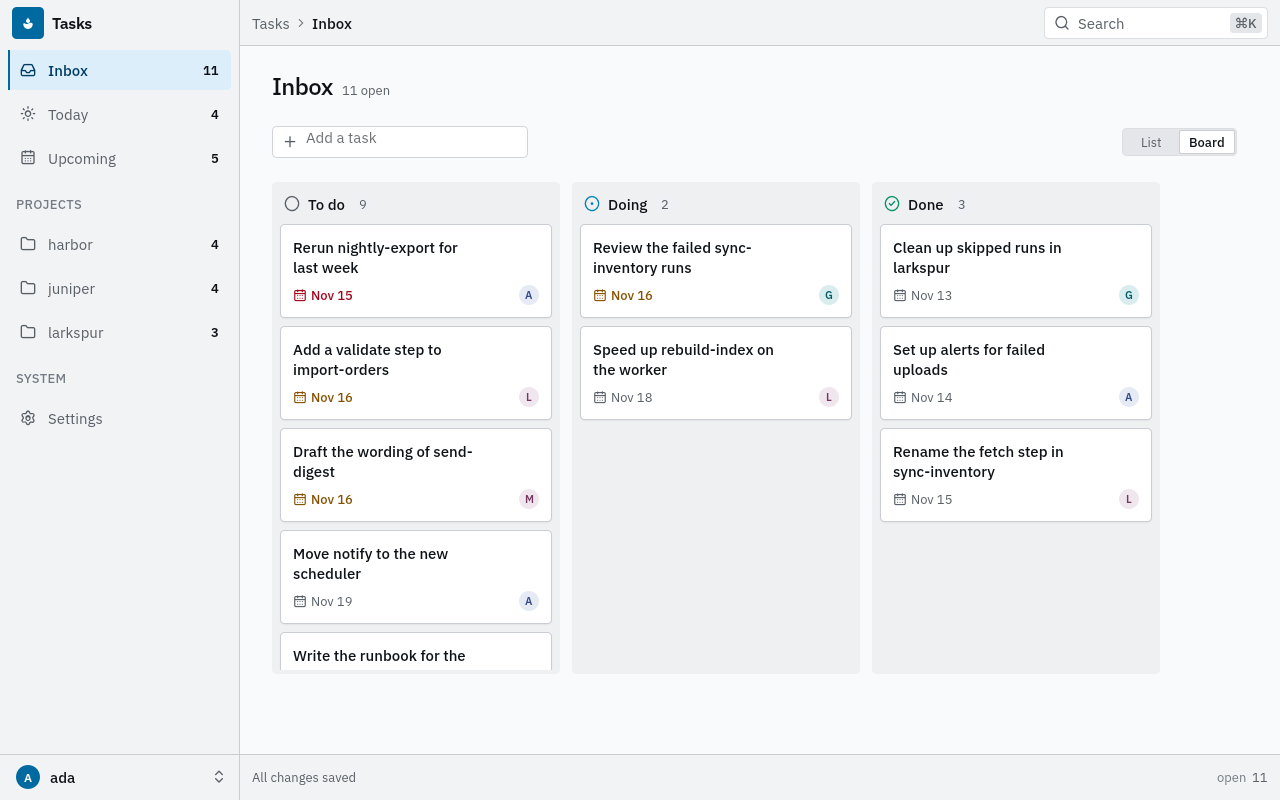 Tasks
Inbox 11
Today 4
Upcoming 5
PROJECTS
harbor 4
juniper 4
larkspur 3
SYSTEM
Settings
A ada
Tasks > Inbox
Search ⌘K
Inbox 11 open
Add a task
List Board
To do 9
Rerun nightly-export for
last week
Nov 15 A
Add a validate step to
import-orders
Nov 16 L
Draft the wording of send-
digest
Nov 16 M
Move notify to the new
scheduler
Nov 19 A
Write the runbook for the
Doing 2
Review the failed sync-
inventory runs
Nov 16 G
Speed up rebuild-index on
the worker
Nov 18 L
Done 3
Clean up skipped runs in
larkspur
Nov 13 G
Set up alerts for failed
uploads
Nov 14 A
Rename the fetch step in
sync-inventory
Nov 15 L
All changes saved
open 11